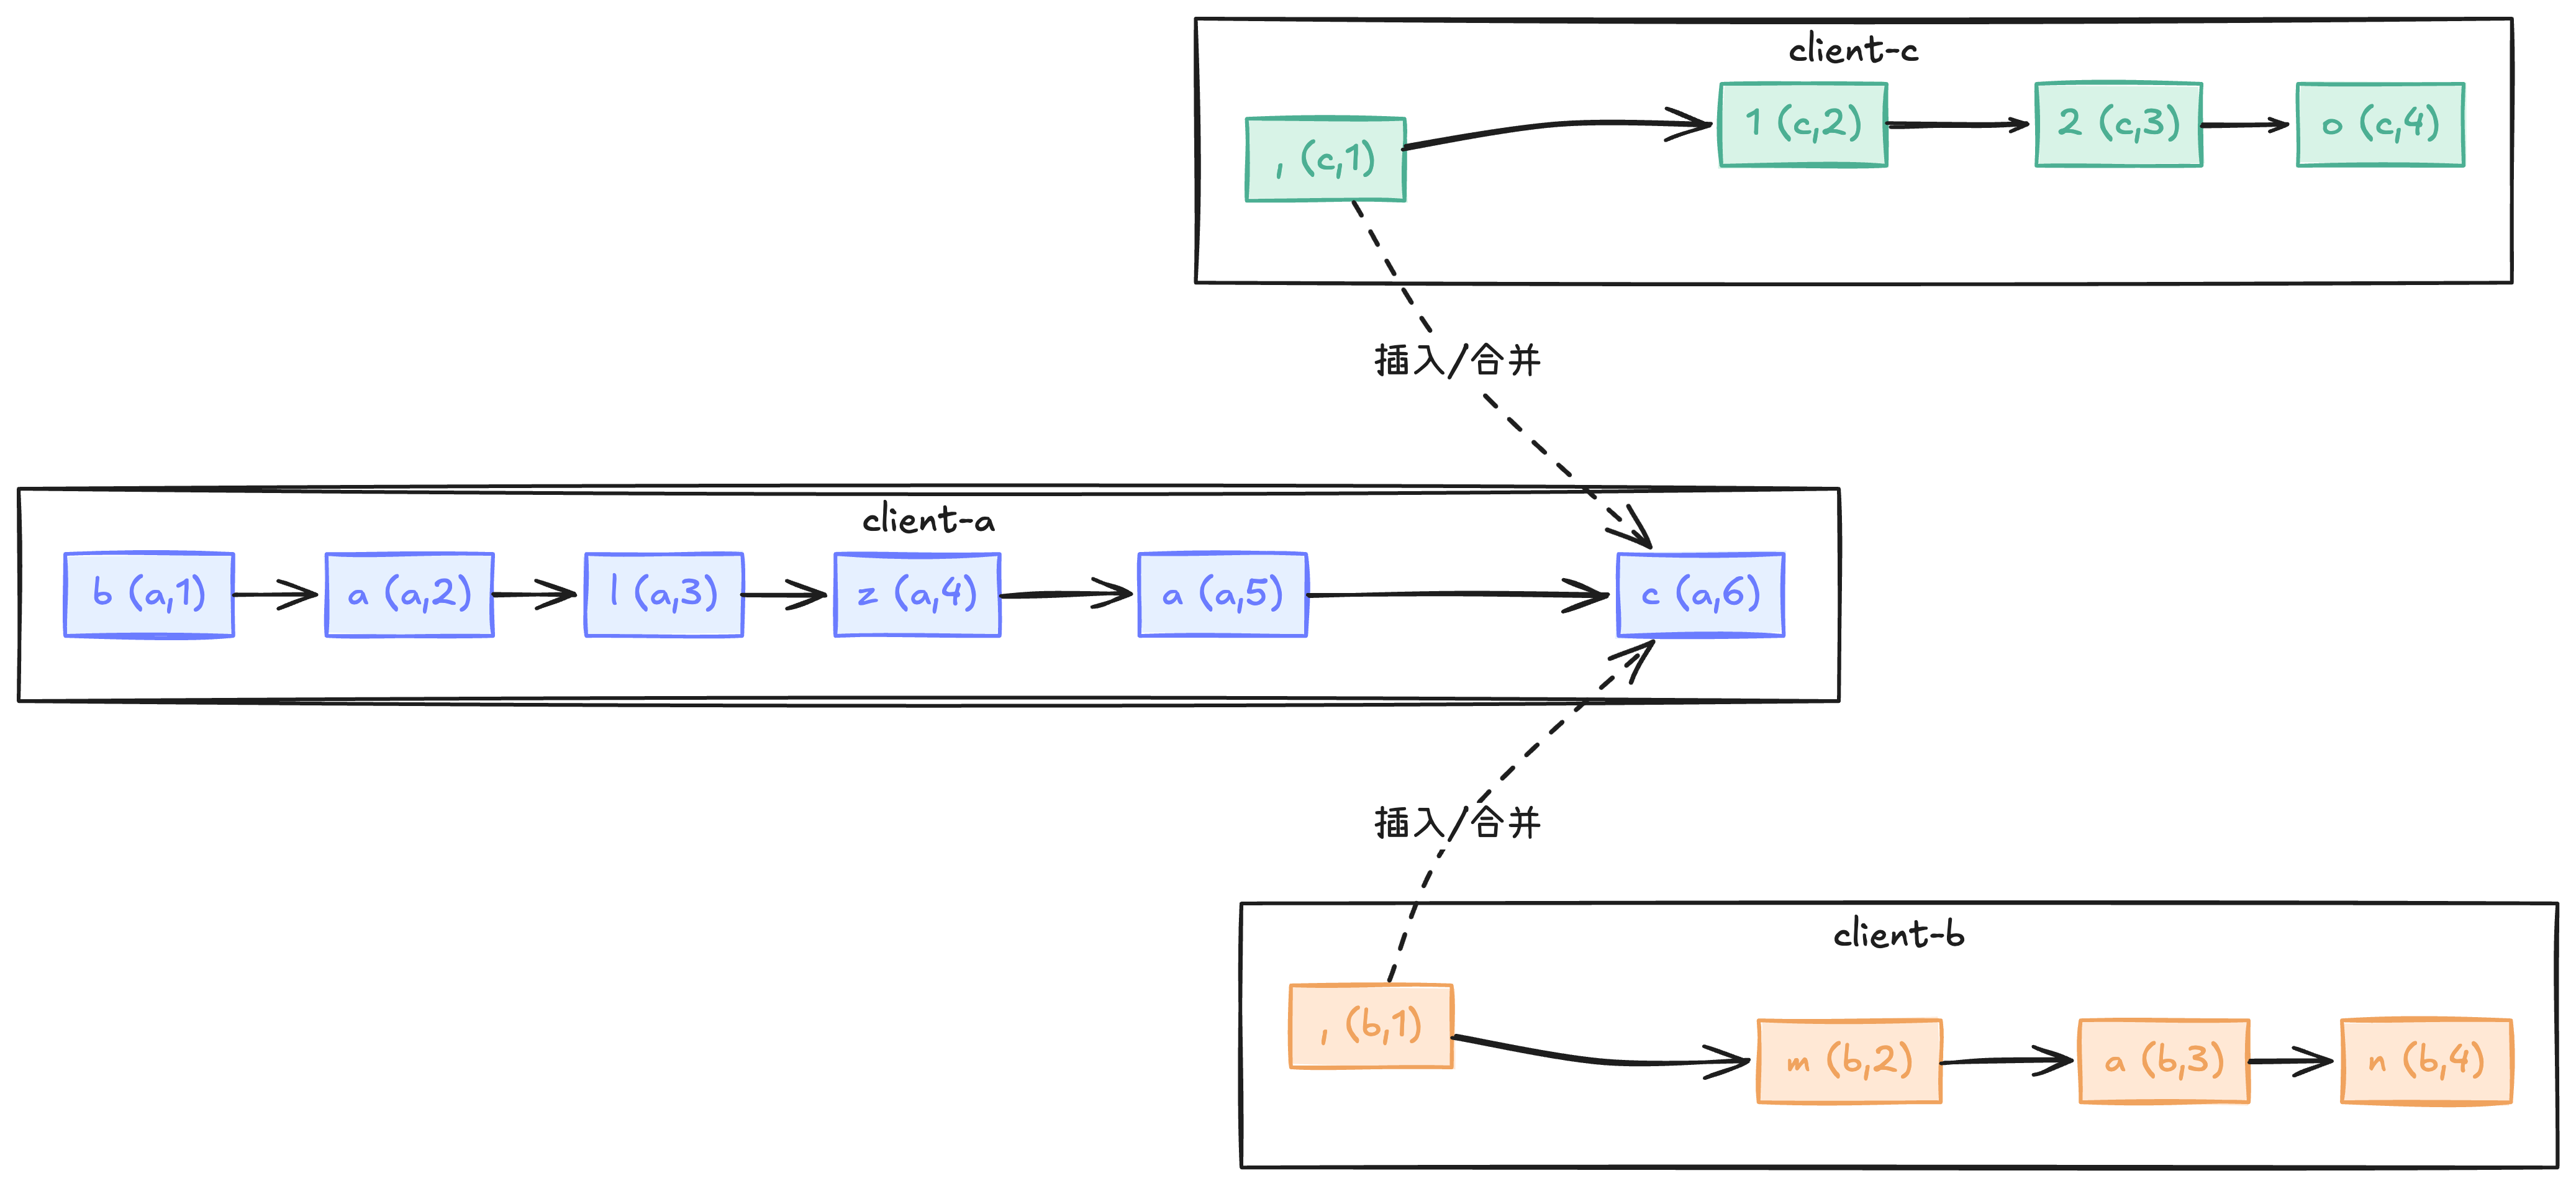 client-c
, (c,1)
1 (c,2)
2 (c,3)
o (c,4)
插入/合并
client-a
b (a,1)
a (a,2)
l (a,3)
z (a,4)
a (a,5)
c (a,6)
插入/合并
client-b
, (b,1)
m (b,2)
a (b,3)
n (b,4)